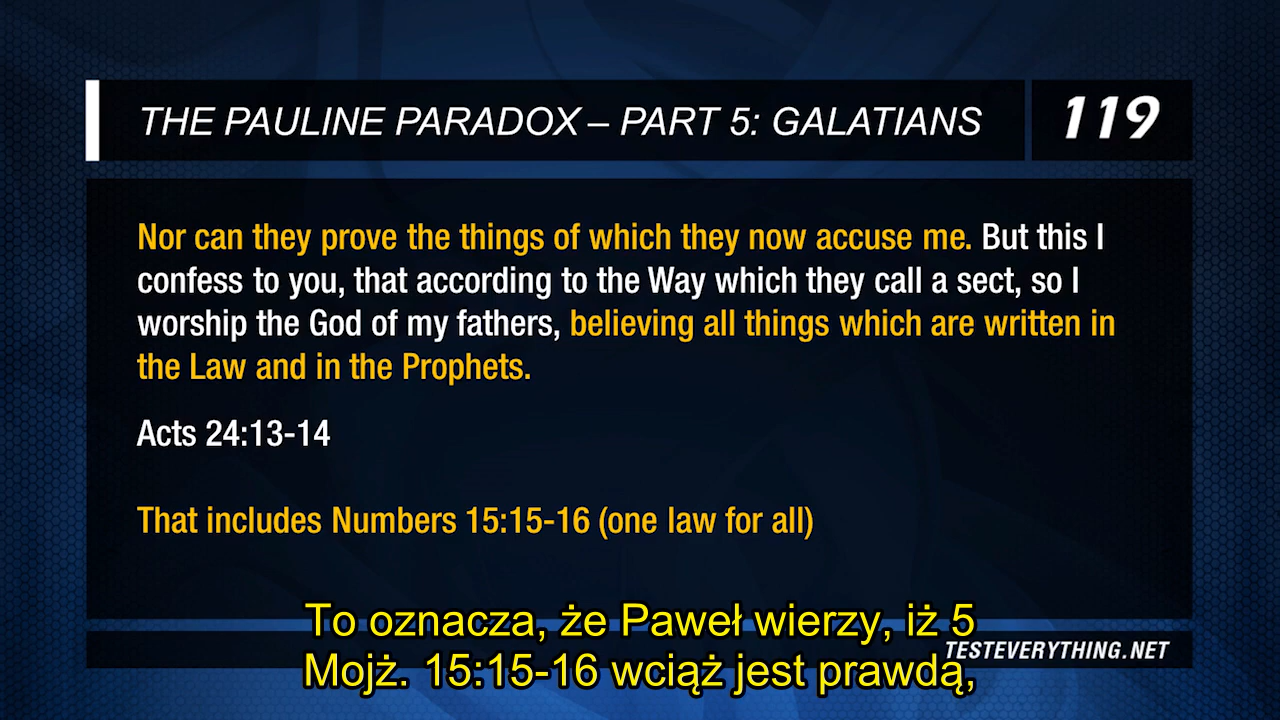 THE PAULINE PARADOX – PART 5: GALATIANS
119
Nor can they prove the things of which they now accuse me. But this I
confess to you, that according to the Way which they call a sect, so I
worship the God of my fathers, believing all things which are written in
the Law and in the Prophets.
Acts 24:13-14
That includes Numbers 15:15-16 (one law for all)
To oznacza, że Paweł wierzy, iż 5
TESTEVERYTHING.NET
Mojż. 15:15-16 wciąż jest prawdą,